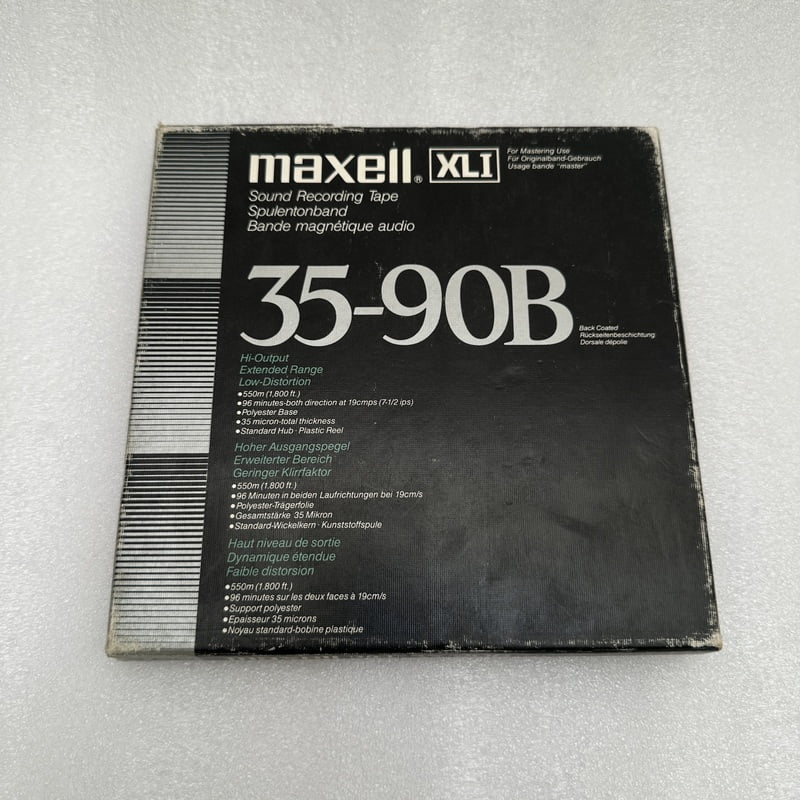 maxell® XLI
For Mastering Use
Für Originalband-Gebrauch
Usage bande "master"
Sound Recording Tape
Spulentonband
Bande magnétique audio
35-90B
Back Coated
Rückseitenbeschichtung
Dorsale dépolie
Hi-Output
Extended Range
Low-Distortion
•550m (1,800 ft.)
•96 minutes-both direction at 19cmps (7-1/2 ips)
•Polyester Base
•35 micron-total thickness
•Standard Hub·Plastic Reel
Hoher Ausgangspegel
Erweiterter Bereich
Geringer Klirrfaktor
•550m (1.800 ft.)
•96 Minuten in beiden Laufrichtungen bei 19cm/s
•Polyester-Trägerfolie
•Gesamtstärke 35 Mikron
•Standard-Wickelkern·Kunststoffspule
Haut niveau de sortie
Dynamique étendue
Faible distorsion
•550m (1.800 ft.)
•96 minutes sur les deux faces à 19cm/s
•Support polyester
•Epaisseur 35 microns
•Noyau standard-bobine plastique